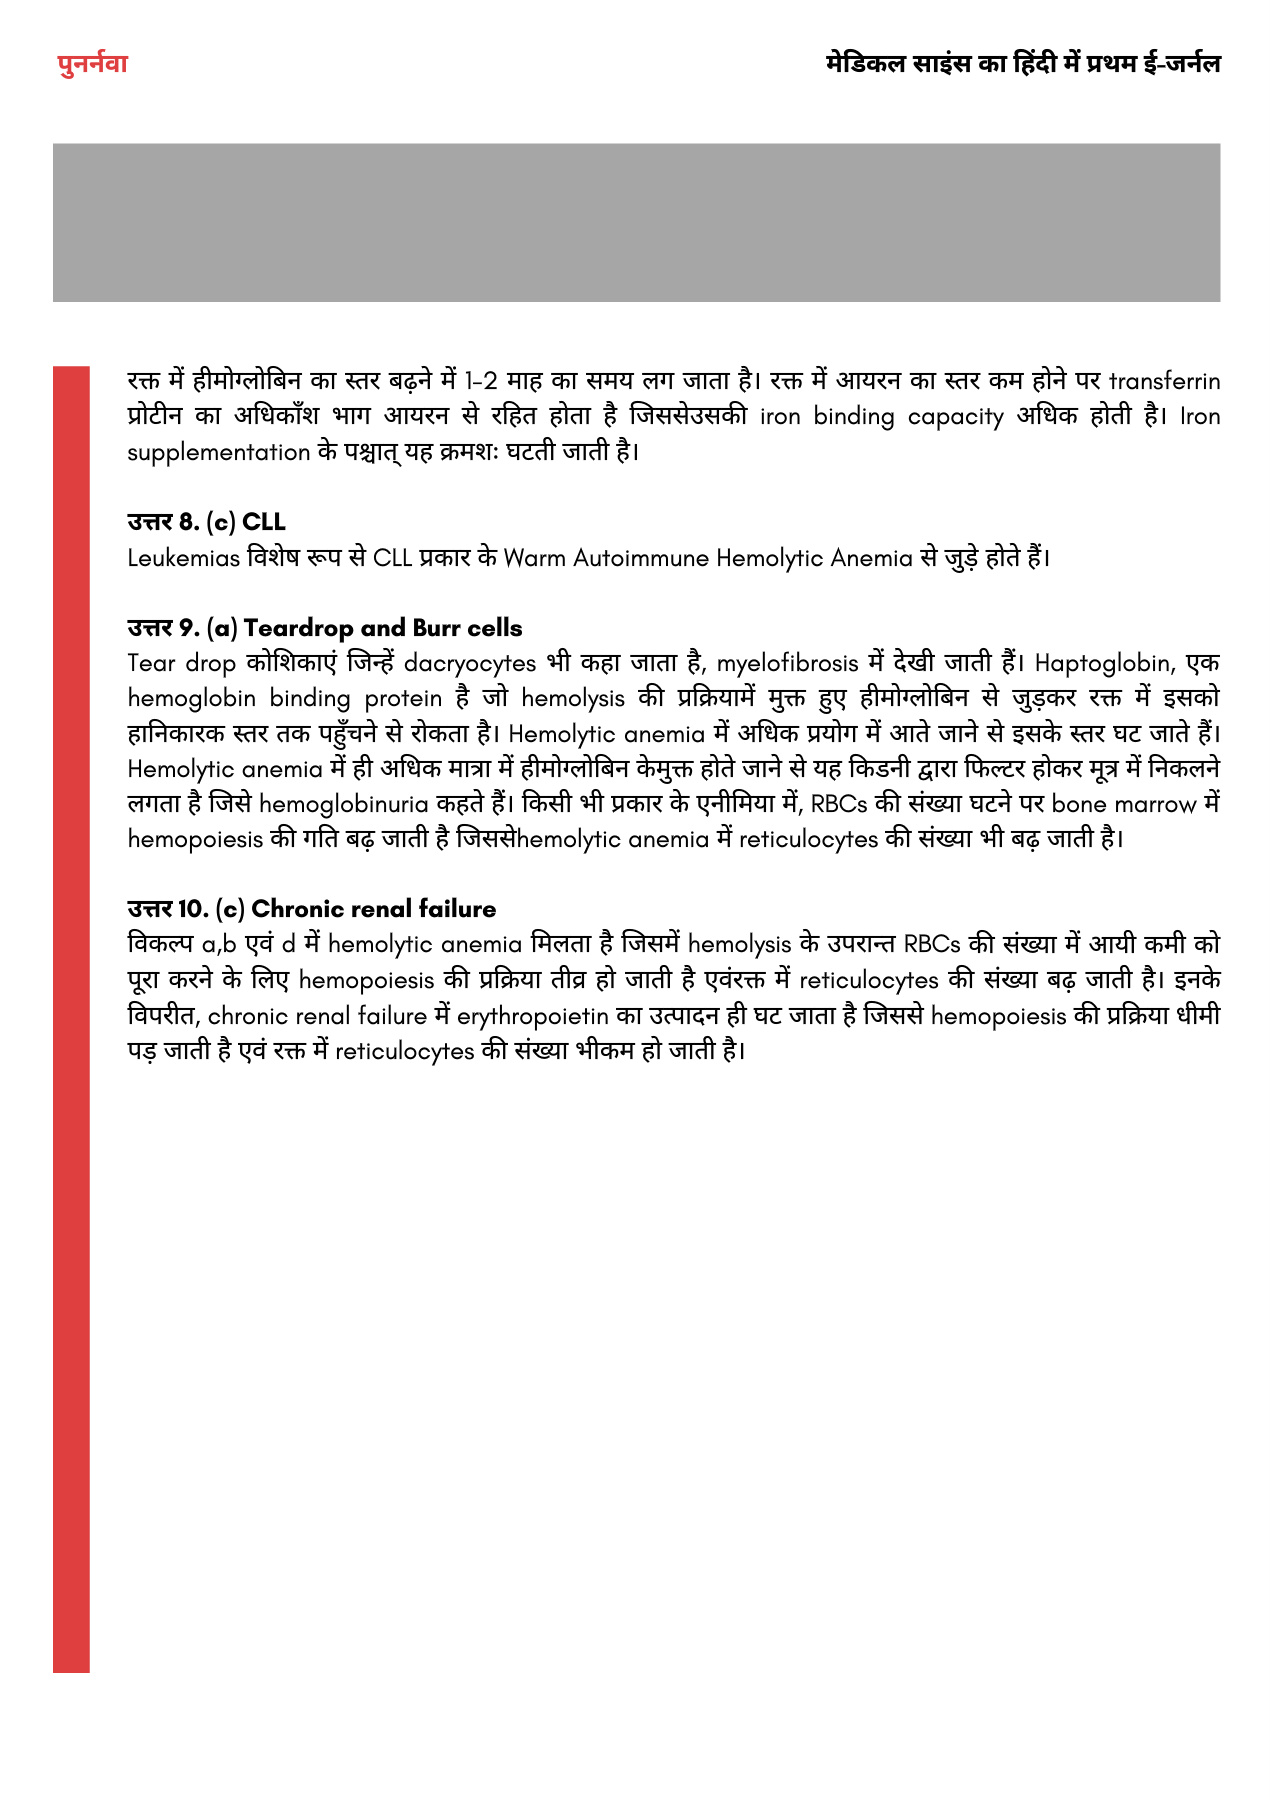 पुनर्नवा
मेडिकल साइंस का हिंदी में प्रथम ई-जर्नल
रक्त में हीमोग्लोबिन का स्तर बढ़ने में 1-2 माह का समय लग जाता है। रक्त में आयरन का स्तर कम होने पर transferrin
प्रोटीन का अधिकाँश भाग आयरन से रहित होता है जिससेउसकी iron binding capacity अधिक होती है। Iron
supplementation के पश्चात् यह क्रमशः घटती जाती है।
उत्तर 8. (c) CLL
Leukemias विशेष रूप से CLL प्रकार के Warm Autoimmune Hemolytic Anemia से जुड़े होते हैं।
उत्तर 9. (a) Teardrop and Burr cells
Tear drop कोशिकाएं जिन्हें dacryocytes भी कहा जाता है, myelofibrosis में देखी जाती हैं। Haptoglobin, एक
hemoglobin binding protein है जो hemolysis की प्रक्रियामें मुक्त हुए हीमोग्लोबिन से जुड़कर रक्त में इसको
हानिकारक स्तर तक पहुँचने से रोकता है। Hemolytic anemia में अधिक प्रयोग में आते जाने से इसके स्तर घट जाते हैं।
Hemolytic anemia में ही अधिक मात्रा में हीमोग्लोबिन केमुक्त होते जाने से यह किडनी द्वारा फिल्टर होकर मूत्र में निकलने
लगता है जिसे hemoglobinuria कहते हैं। किसी भी प्रकार के एनीमिया में, RBCs की संख्या घटने पर bone marrow में
hemopoiesis की गति बढ़ जाती है जिससेhemolytic anemia में reticulocytes की संख्या भी बढ़ जाती है।
उत्तर 10. (c) Chronic renal failure
विकल्प a,b एवं d में hemolytic anemia मिलता है जिसमें hemolysis के उपरान्त RBCs की संख्या में आयी कमी को
पूरा करने के लिए hemopoiesis की प्रक्रिया तीव्र हो जाती है एवंरक्त में reticulocytes की संख्या बढ़ जाती है। इनके
विपरीत, chronic renal failure में erythropoietin का उत्पादन ही घट जाता है जिससे hemopoiesis की प्रक्रिया धीमी
पड़ जाती है एवं रक्त में reticulocytes की संख्या भीकम हो जाती है।